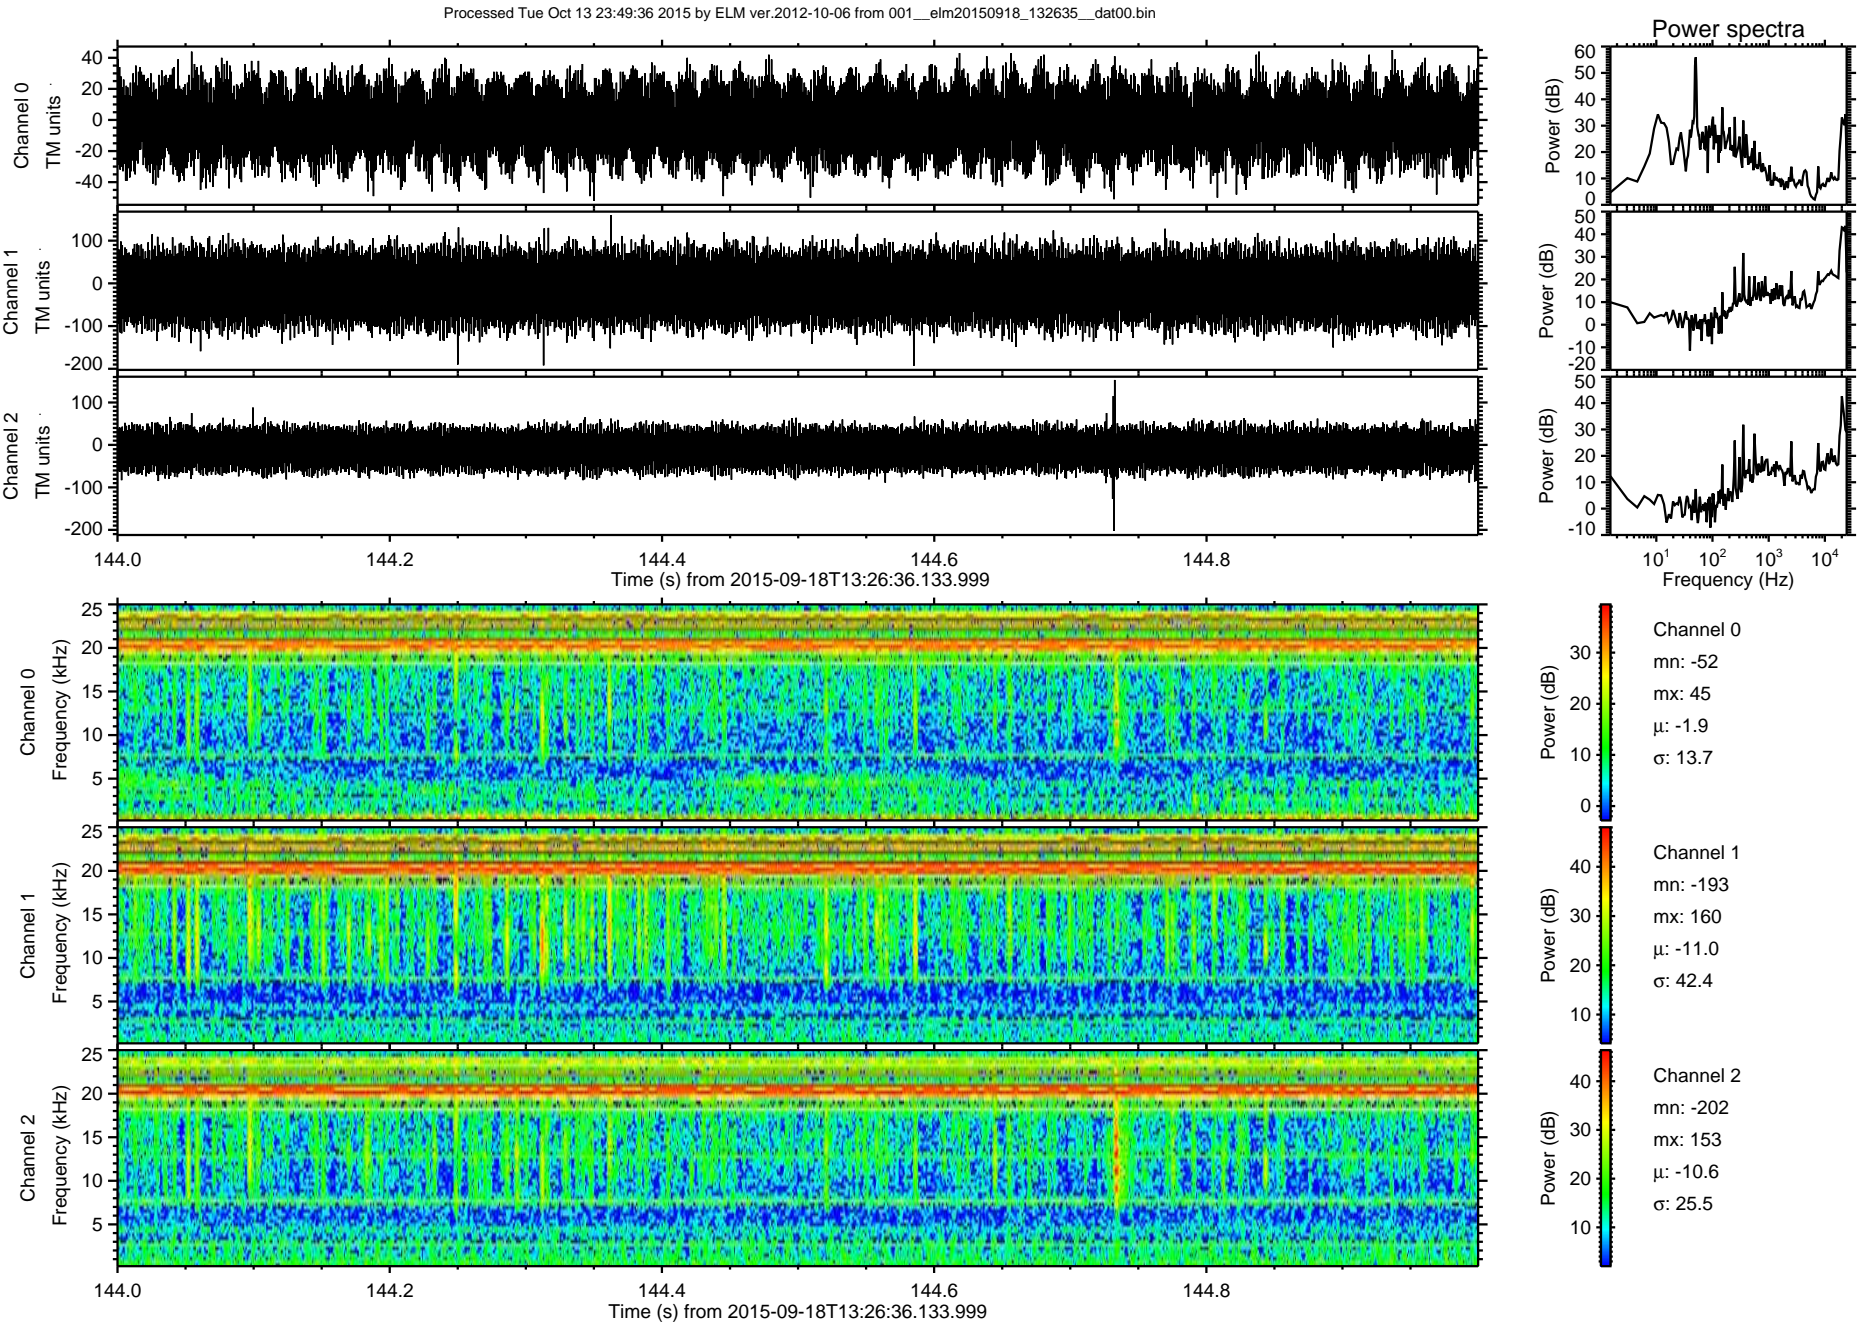 Processed Tue Oct 13 23:49:36 2015 by ELM ver.2012-10-06 from 001__elm20150918_132635__dat00.bin
Power spectra
Channel 0
TM units
40
20
0
-20
-40
Power (dB)
60
50
40
30
20
10
0
Channel 1
TM units
100
0
-100
-200
Power (dB)
50
40
30
20
10
0
-10
-20
Channel 2
TM units
100
0
-100
-200
Power (dB)
50
40
30
20
10
0
-10
144.0 144.2 144.4 144.6 144.8
Time (s) from 2015-09-18T13:26:36.133.999
10^1 10^2 10^3 10^4
Frequency (Hz)
Channel 0
Frequency (kHz)
25
20
15
10
5
Power (dB)
30
20
10
0
Channel 0
mn: -52
mx: 45
µ: -1.9
σ: 13.7
Channel 1
Frequency (kHz)
25
20
15
10
5
Power (dB)
40
30
20
10
Channel 1
mn: -193
mx: 160
µ: -11.0
σ: 42.4
Channel 2
Frequency (kHz)
25
20
15
10
5
Power (dB)
40
30
20
10
Channel 2
mn: -202
mx: 153
µ: -10.6
σ: 25.5
144.0 144.2 144.4 144.6 144.8
Time (s) from 2015-09-18T13:26:36.133.999